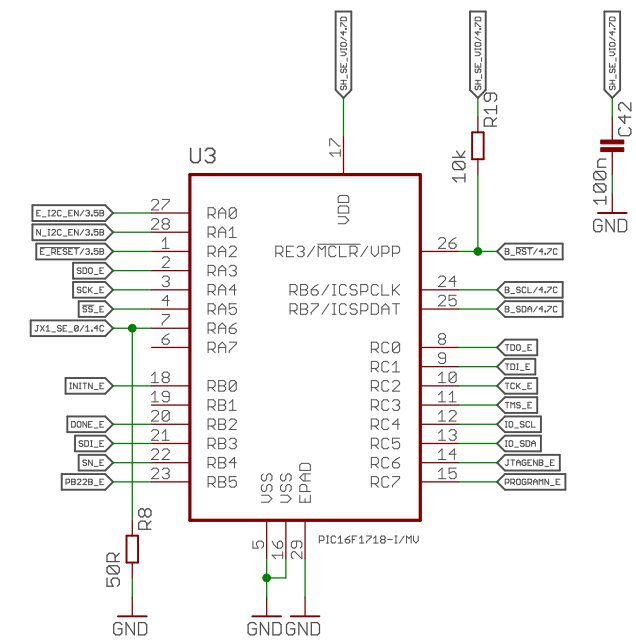 SH_SE_VIO/4.7D
SH_SE_VIO/4.7D
SH_SE_VIO/4.7D
R19
10k
C42
100n
GND
U3
17
VDD
E_I2C_EN/3.5B 27 RA0
N_I2C_EN/3.5B 28 RA1
E_RESET/3.5B 1 RA2
RE3/MCLR/VPP 26 B_RST/4.7C
SDO_E 2 RA3
SCK_E 3 RA4
RB6/ICSPCLK 24 B_SCL/4.7C
SS_E 4 RA5
RB7/ICSPDAT 25 B_SDA/4.7C
JX1_SE_0/1.4C 7 RA6
6 RA7
RC0 8 TDO_E
RC1 9 TDI_E
INITN_E 18 RB0
RC2 10 TCK_E
19 RB1
RC3 11 TMS_E
DONE_E 20 RB2
RC4 12 IO_SCL
SDI_E 21 RB3
RC5 13 IO_SDA
SN_E 22 RB4
RC6 14 JTAGENB_E
PB22B_E 23 RB5
RC7 15 PROGRAMN_E
VSS
VSS
EPAD
5
16
29
PIC16F1718-I/MV
R8
50R
GND
GND
GND